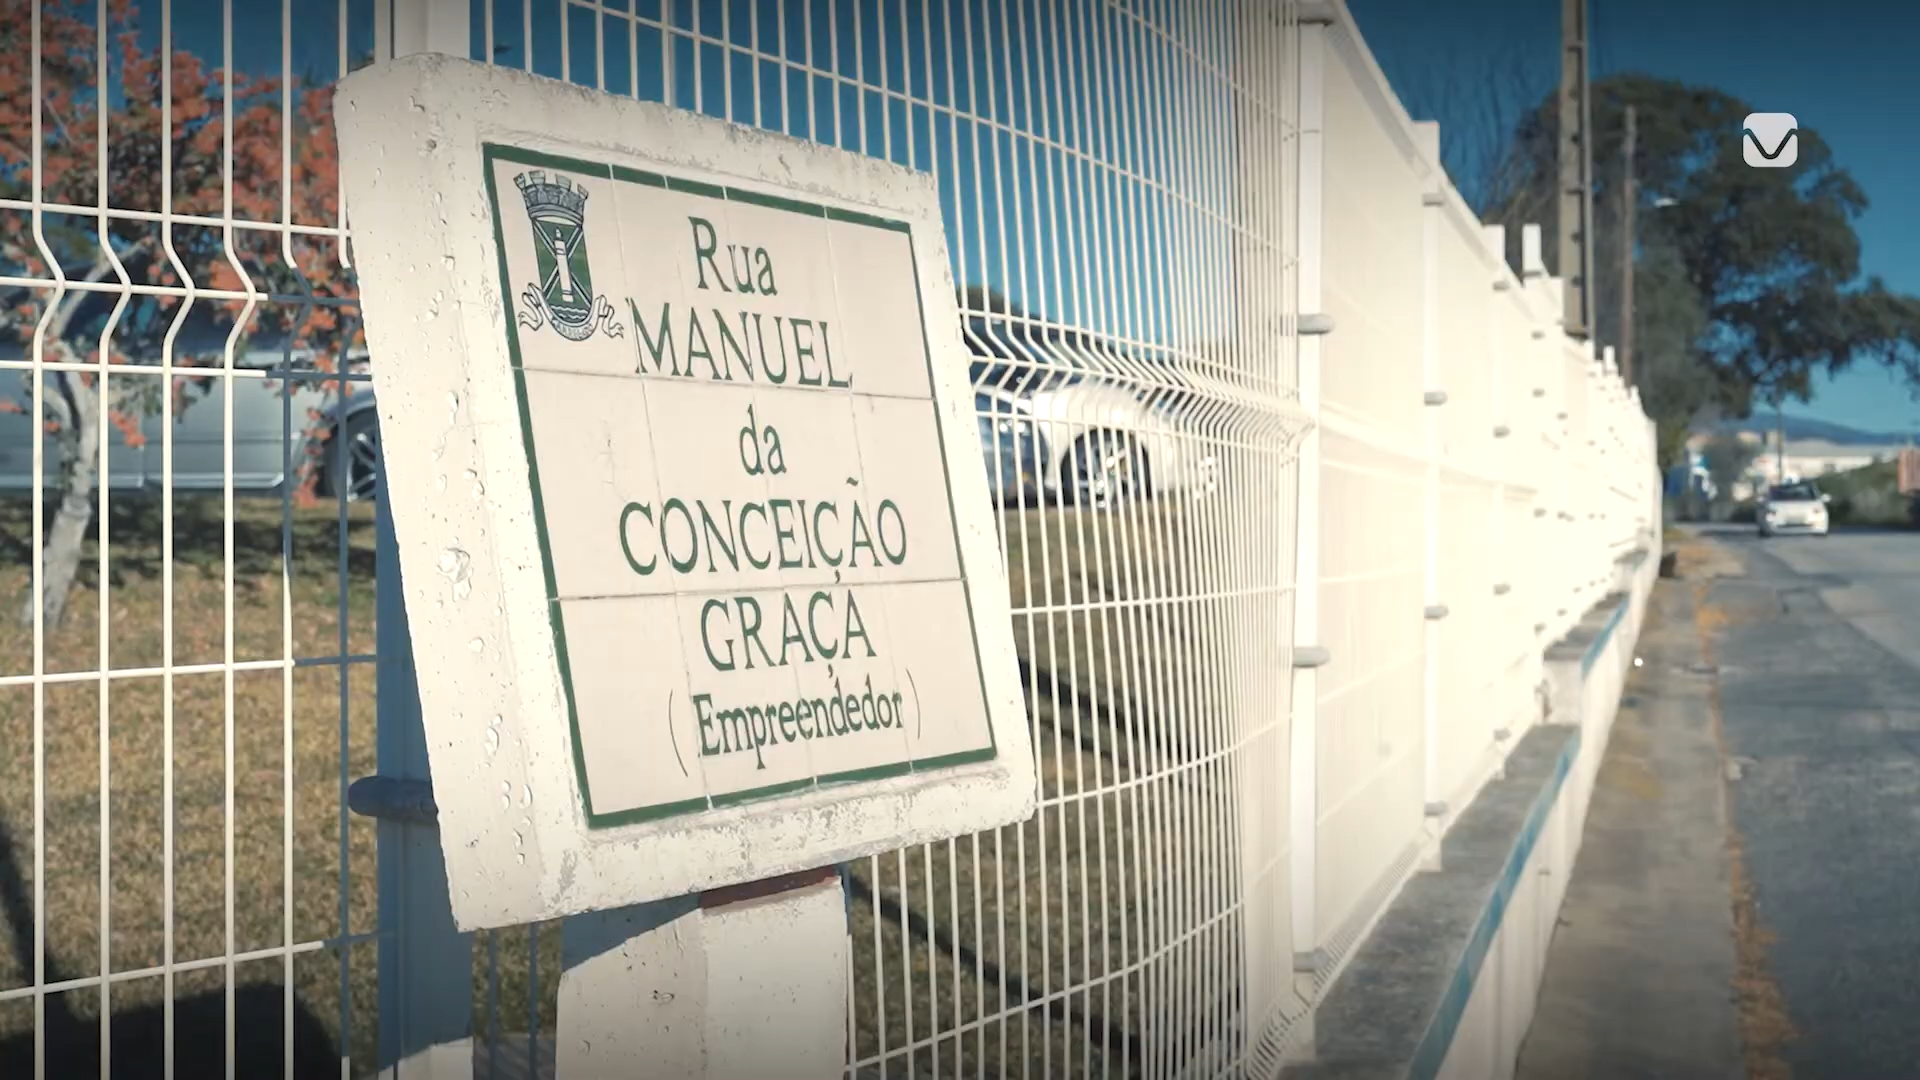 Rua
MANUEL
da
CONCEIÇÃO
GRAÇA
(Empreendedor)